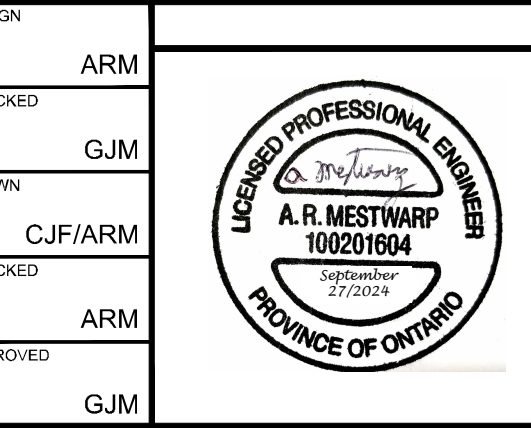 GN
ARM
CKED
GJM
WN
CJF/ARM
CKED
ARM
ROVED
GJM
LICENSED PROFESSIONAL ENGINEER
a mestwarp
A. R. MESTWARP
100201604
September
27/2024
PROVINCE OF ONTARIO